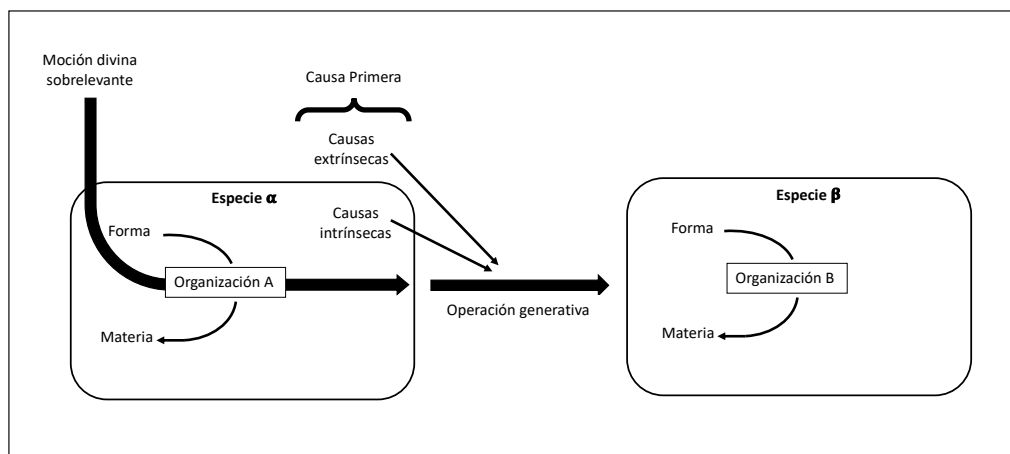 Moción divina
sobrelevante
Causa Primera
Causas
extrínsecas
Especie α
Forma
Organización A
Materia
Causas
intrínsecas
Operación generativa
Especie β
Forma
Organización B
Materia